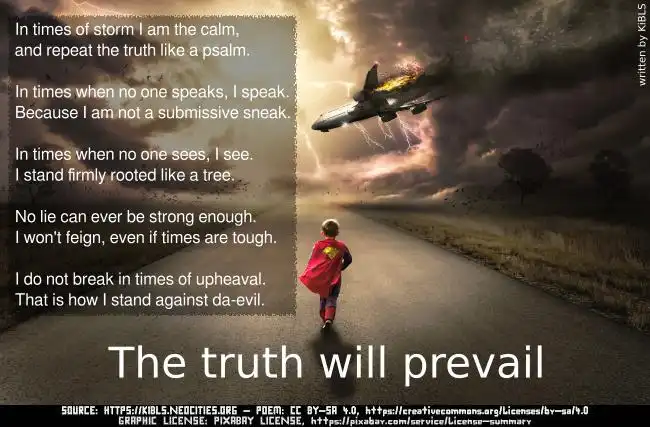 In times of storm I am the calm,
and repeat the truth like a psalm.
In times when no one speaks, I speak.
Because I am not a submissive sneak.
In times when no one sees, I see.
I stand firmly rooted like a tree.
No lie can ever be strong enough.
I won't feign, even if times are tough.
I do not break in times of upheaval.
That is how I stand against da-evil.
written by KiBLS
The truth will prevail
SOURCE: HTTPS://KIBLS.NEOCITIES.ORG – POEM: CC BY-SA 4.0, https://creativecommons.org/licenses/by-sa/4.0
GRAPHIC LICENSE: PIXABAY LICENSE, https://pixabay.com/service/license-summary